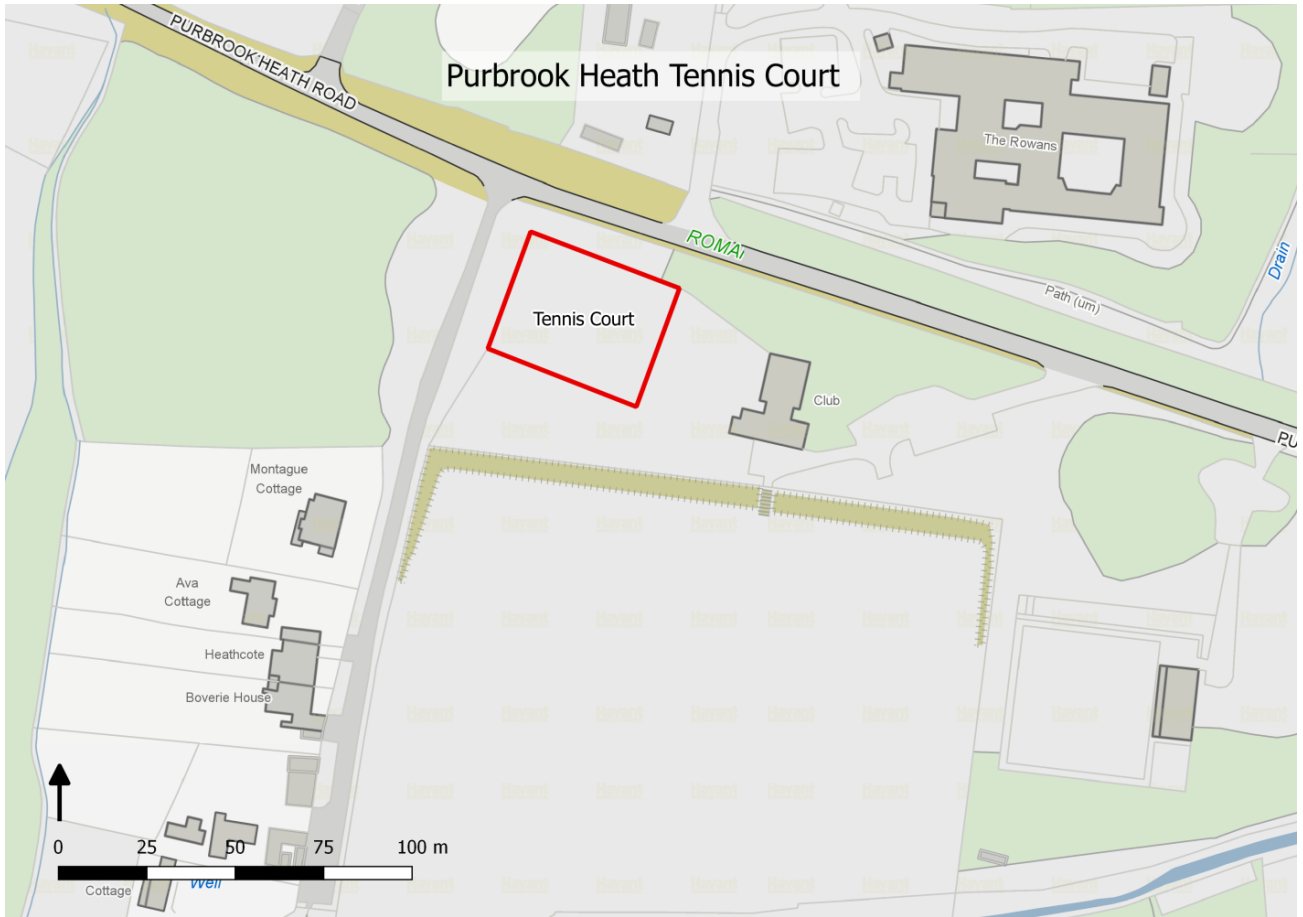 PURBROOK HEATH ROAD
Purbrook Heath Tennis Court
The Rowans
ROMA
Drain
Path (um)
Tennis Court
Club
PU
Montague
Cottage
Ava
Cottage
Heathcote
Boverie House
0 25 50 75 100 m
Cottage
Well